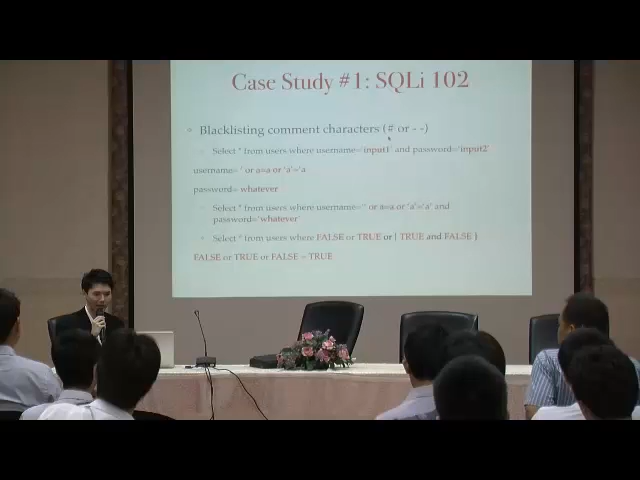 Case Study #1: SQLi 102
Blacklisting comment characters (# or - -)
Select * from users where username='input1' and password='input2'
username= ' or a=a or 'a'='a
password= whatever
Select * from users where username='' or a=a or 'a'='a' and
password='whatever'
Select * from users where FALSE or TRUE or [ TRUE and FALSE ]
FALSE or TRUE or FALSE = TRUE